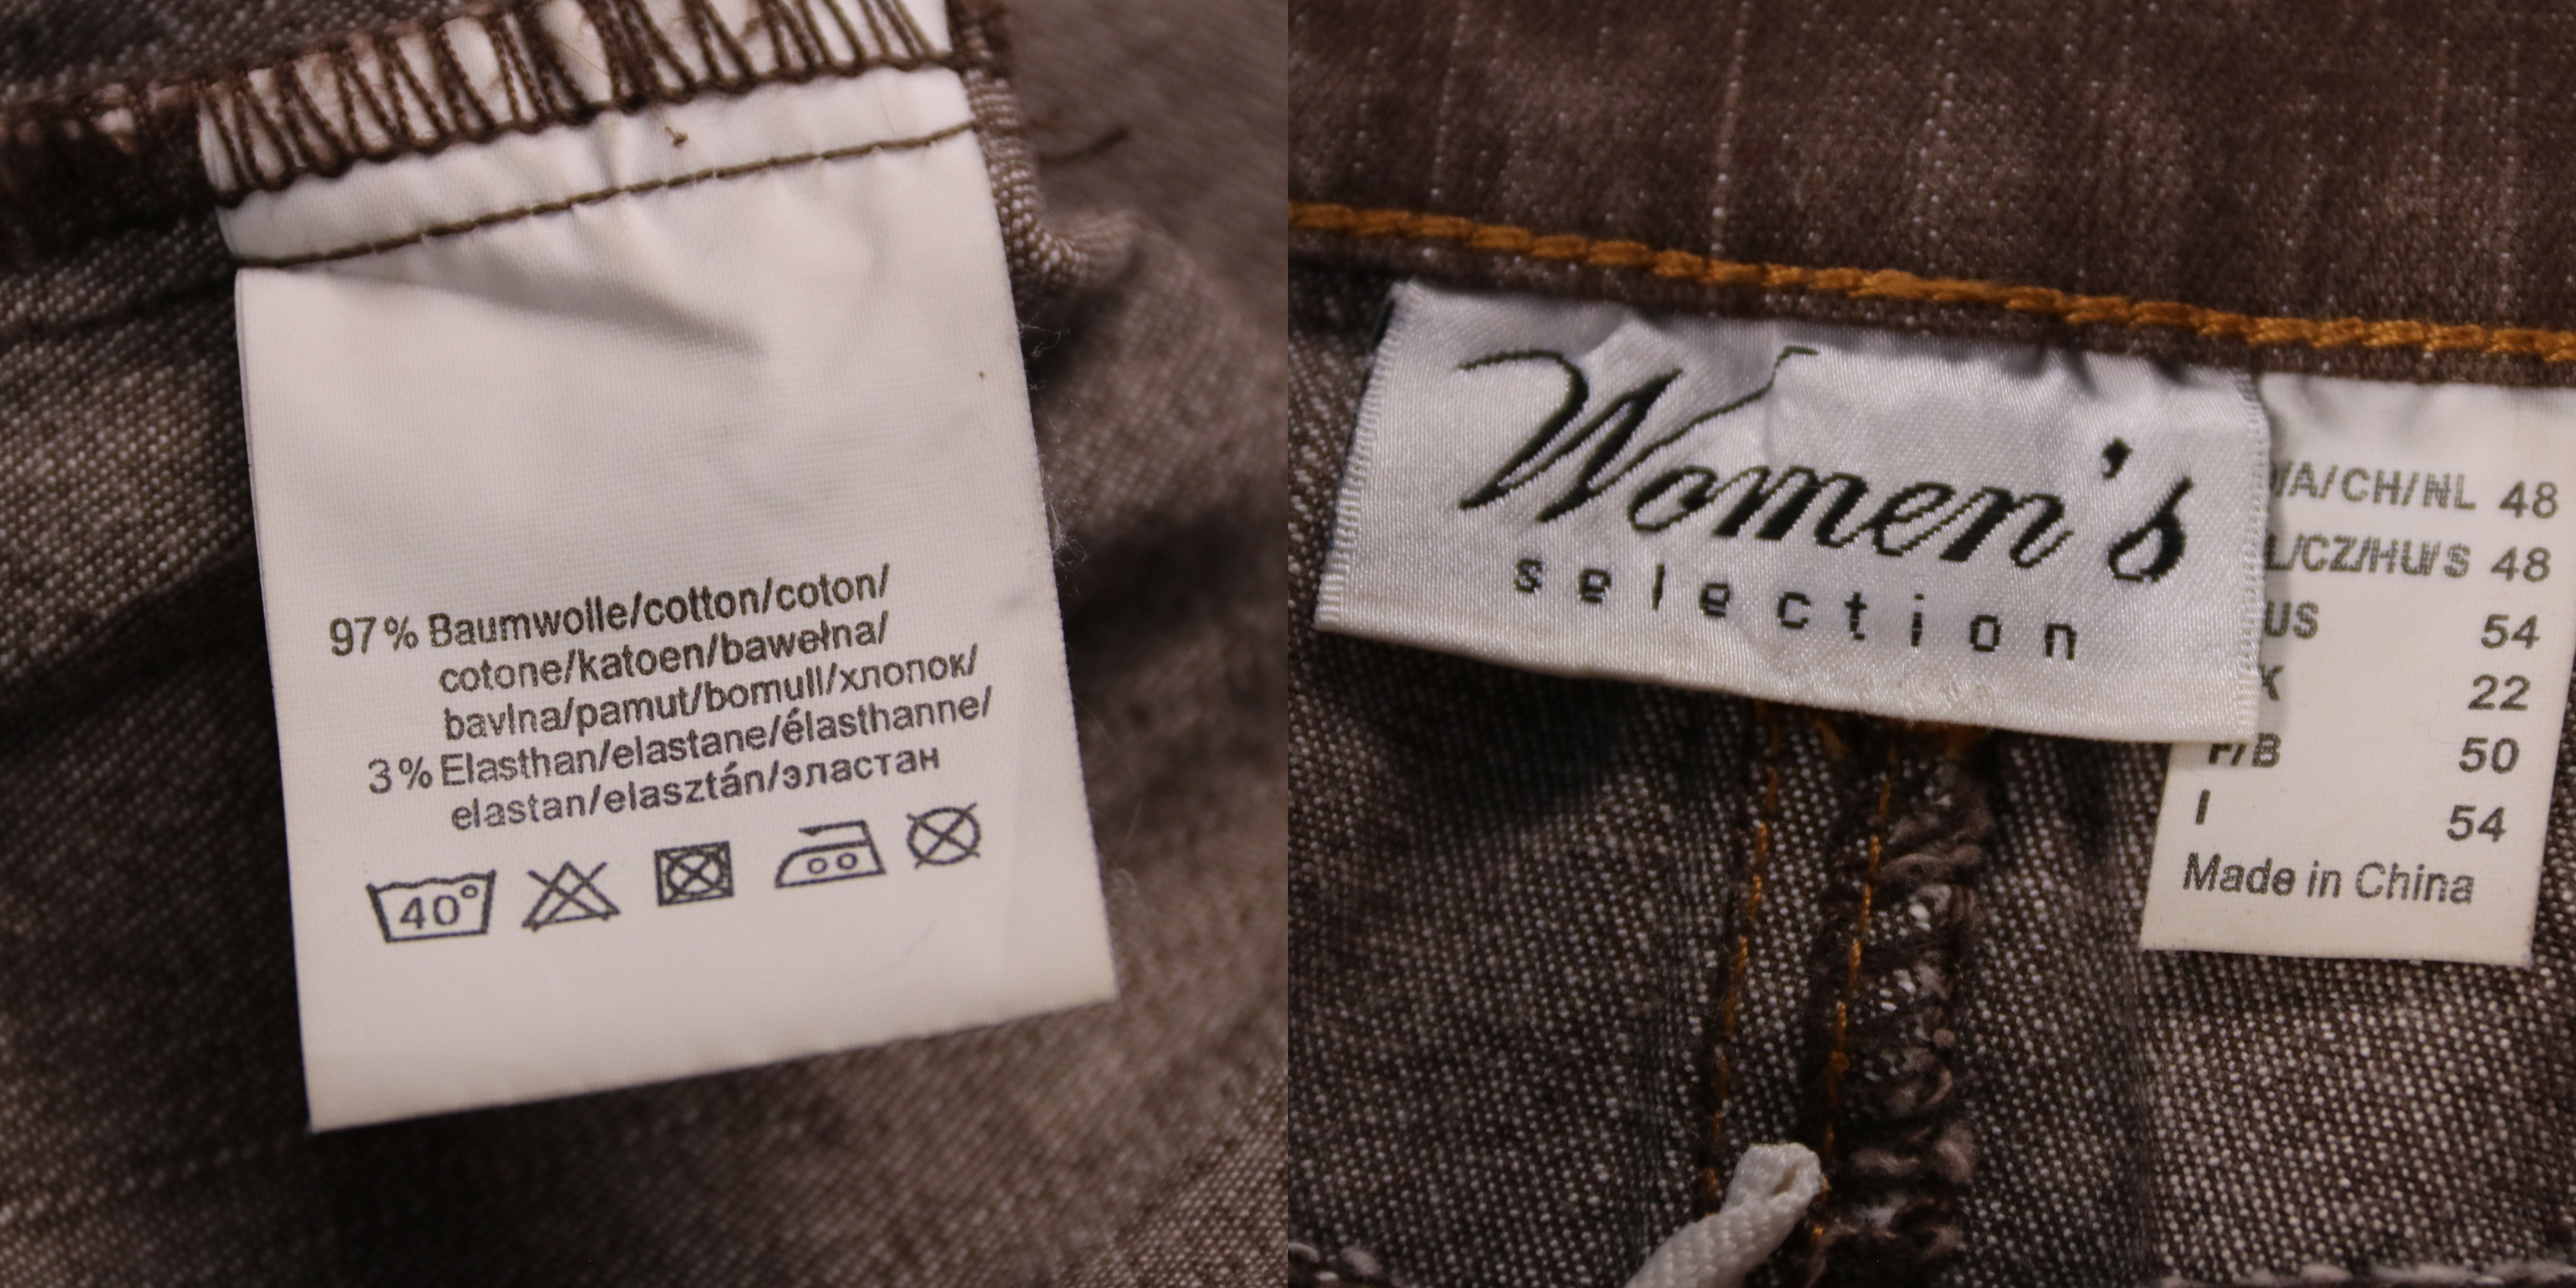 97% Baumwolle/cotton/coton/
cotone/katoen/bawełna/
bavlna/pamut/bomull/хлопок/
3% Elasthan/elastane/élasthanne/
elastan/elasztán/эластан
40°
Women's
selection
/A/CH/NL 48
L/CZ/HU/S 48
US 54
K 22
F/B 50
I 54
Made in China